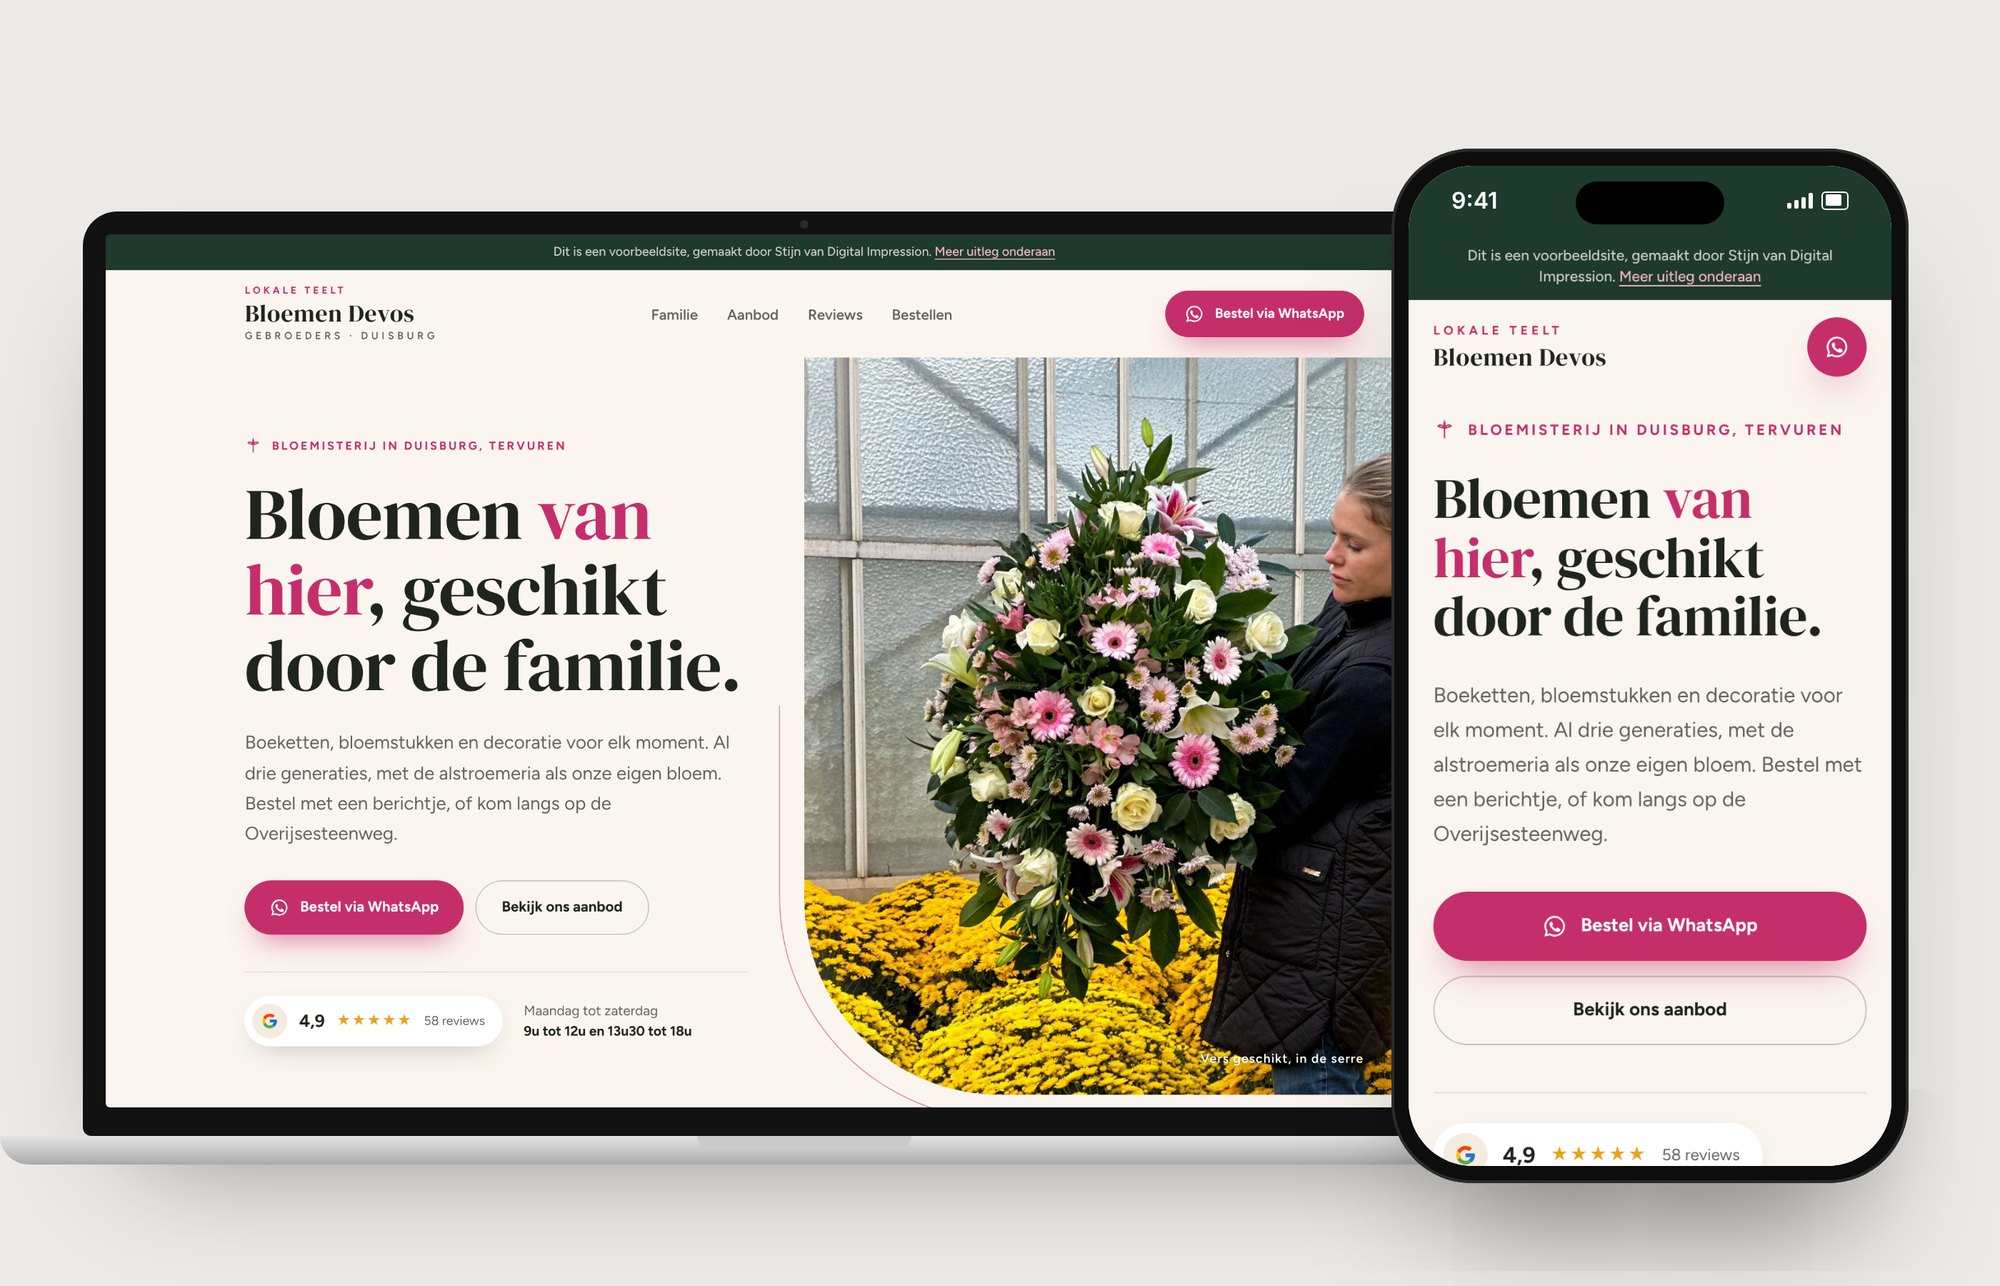 Dit is een voorbeeldsite, gemaakt door Stijn van Digital Impression. Meer uitleg onderaan
LOKALE TEELT
Bloemen Devos
GEBROEDERS · DUISBURG
Familie
Aanbod
Reviews
Bestellen
Bestel via WhatsApp
BLOEMISTERIJ IN DUISBURG, TERVUREN
Bloemen van
hier, geschikt
door de familie.
Boeketten, bloemstukken en decoratie voor elk moment. Al
drie generaties, met de alstroemeria als onze eigen bloem.
Bestel met een berichtje, of kom langs op de
Overijsesteenweg.
Bestel via WhatsApp
Bekijk ons aanbod
4,9 ★★★★★ 58 reviews
Maandag tot zaterdag
9u tot 12u en 13u30 tot 18u
Vers geschikt, in de serre
9:41
Dit is een voorbeeldsite, gemaakt door Stijn van Digital
Impression. Meer uitleg onderaan
LOKALE TEELT
Bloemen Devos
BLOEMISTERIJ IN DUISBURG, TERVUREN
Bloemen van
hier, geschikt
door de familie.
Boeketten, bloemstukken en decoratie voor
elk moment. Al drie generaties, met de
alstroemeria als onze eigen bloem. Bestel met
een berichtje, of kom langs op de
Overijsesteenweg.
Bestel via WhatsApp
Bekijk ons aanbod
4,9 ★★★★★ 58 reviews